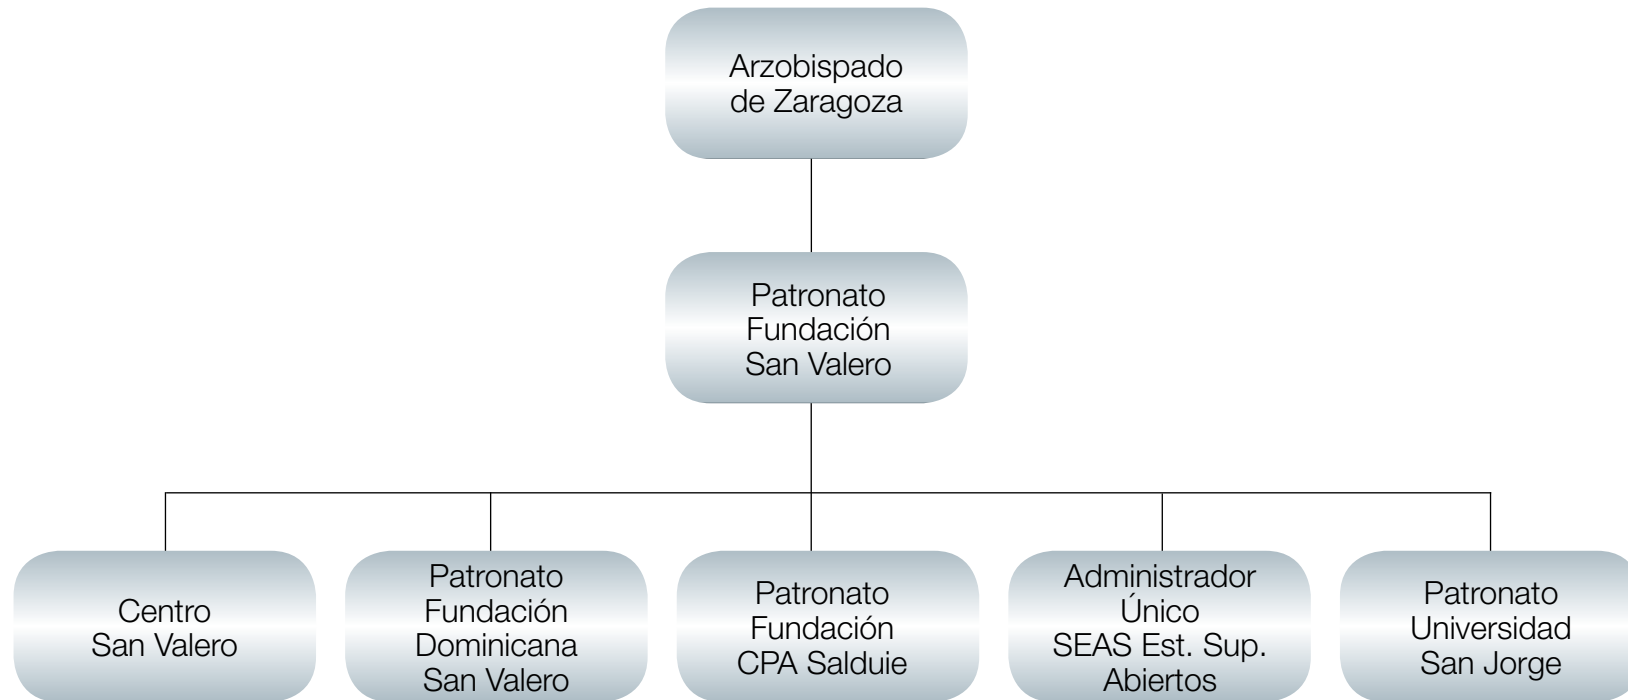 Arzobispado
de Zaragoza
Patronato
Fundación
San Valero
Centro
San Valero
Patronato
Fundación
Dominicana
San Valero
Patronato
Fundación
CPA Salduie
Administrador
Único
SEAS Est. Sup.
Abiertos
Patronato
Universidad
San Jorge